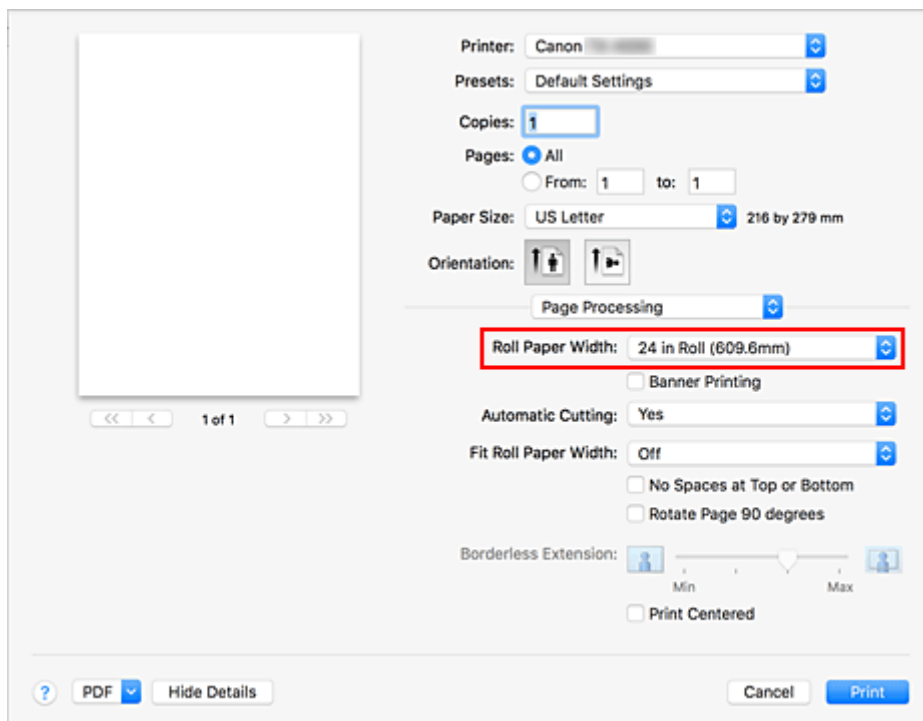 Printer: Canon
Presets: Default Settings
Copies: 1
Pages: All
From: 1 to: 1
Paper Size: US Letter 216 by 279 mm
Orientation:
Page Processing
Roll Paper Width: 24 in Roll (609.6mm)
Banner Printing
1 of 1
Automatic Cutting: Yes
Fit Roll Paper Width: Off
No Spaces at Top or Bottom
Rotate Page 90 degrees
Borderless Extension:
Min Max
Print Centered
? PDF Hide Details Cancel Print